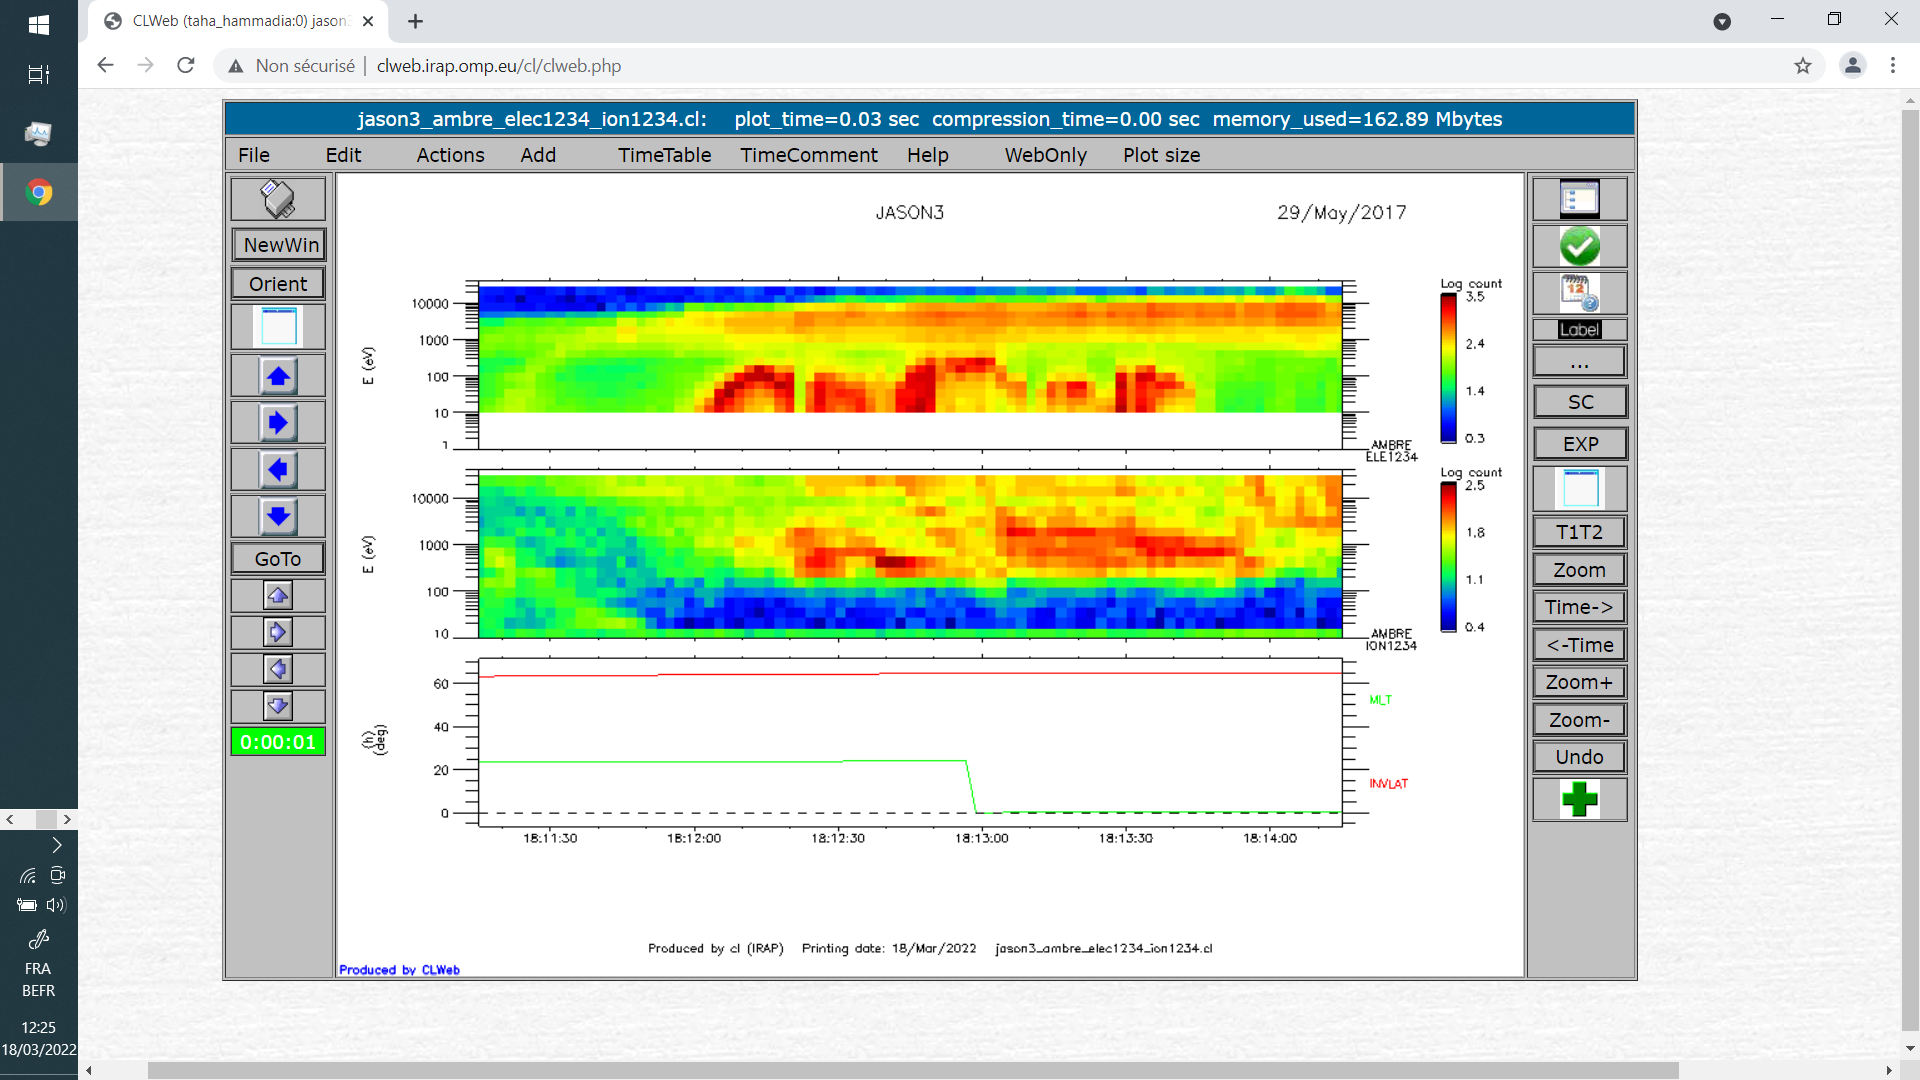 CLWeb (taha_hammadia:0) jason
Non sécurisé | clweb.irap.omp.eu/cl/clweb.php
jason3_ambre_elec1234_ion1234.cl: plot_time=0.03 sec compression_time=0.00 sec memory_used=162.89 Mbytes
File Edit Actions Add TimeTable TimeComment Help WebOnly Plot size
NewWin
Orient
GoTo
0:00:01
JASON3 29/May/2017
Log count
3.5
2.4
1.4
0.3
E (eV)
10000
1000
100
10
1
AMBRE
ELE1234
Log count
2.5
1.8
1.1
0.4
E (eV)
10000
1000
100
10
AMBRE
ION1234
60
40
20
0
(h)
(deg)
MLT
INVLAT
18:11:30 18:12:00 18:12:30 18:13:00 18:13:30 18:14:00
Produced by cl (IRAP) Printing date: 18/Mar/2022 jason3_ambre_elec1234_ion1234.cl
Produced by CLWeb
12
Label
...
SC
EXP
T1T2
Zoom
Time->
<-Time
Zoom+
Zoom-
Undo
FRA
BEFR
12:25
18/03/2022